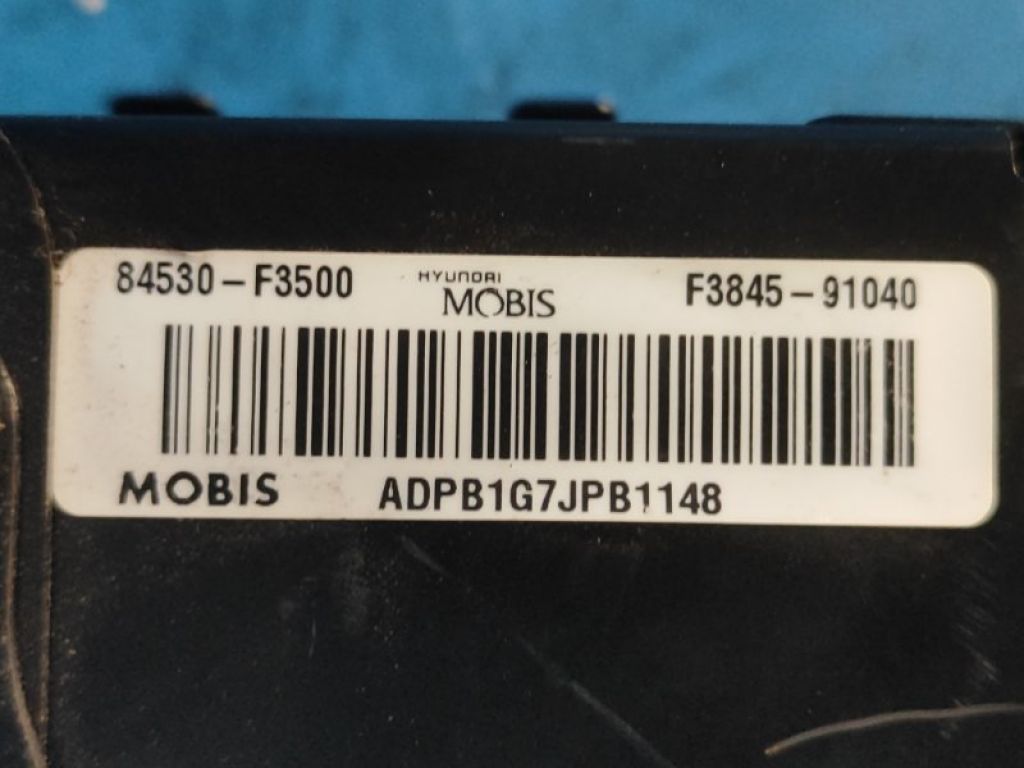 84530-F3500 HYUNDAI F3845-91040
MOBIS
MOBIS ADPB1G7JPB1148